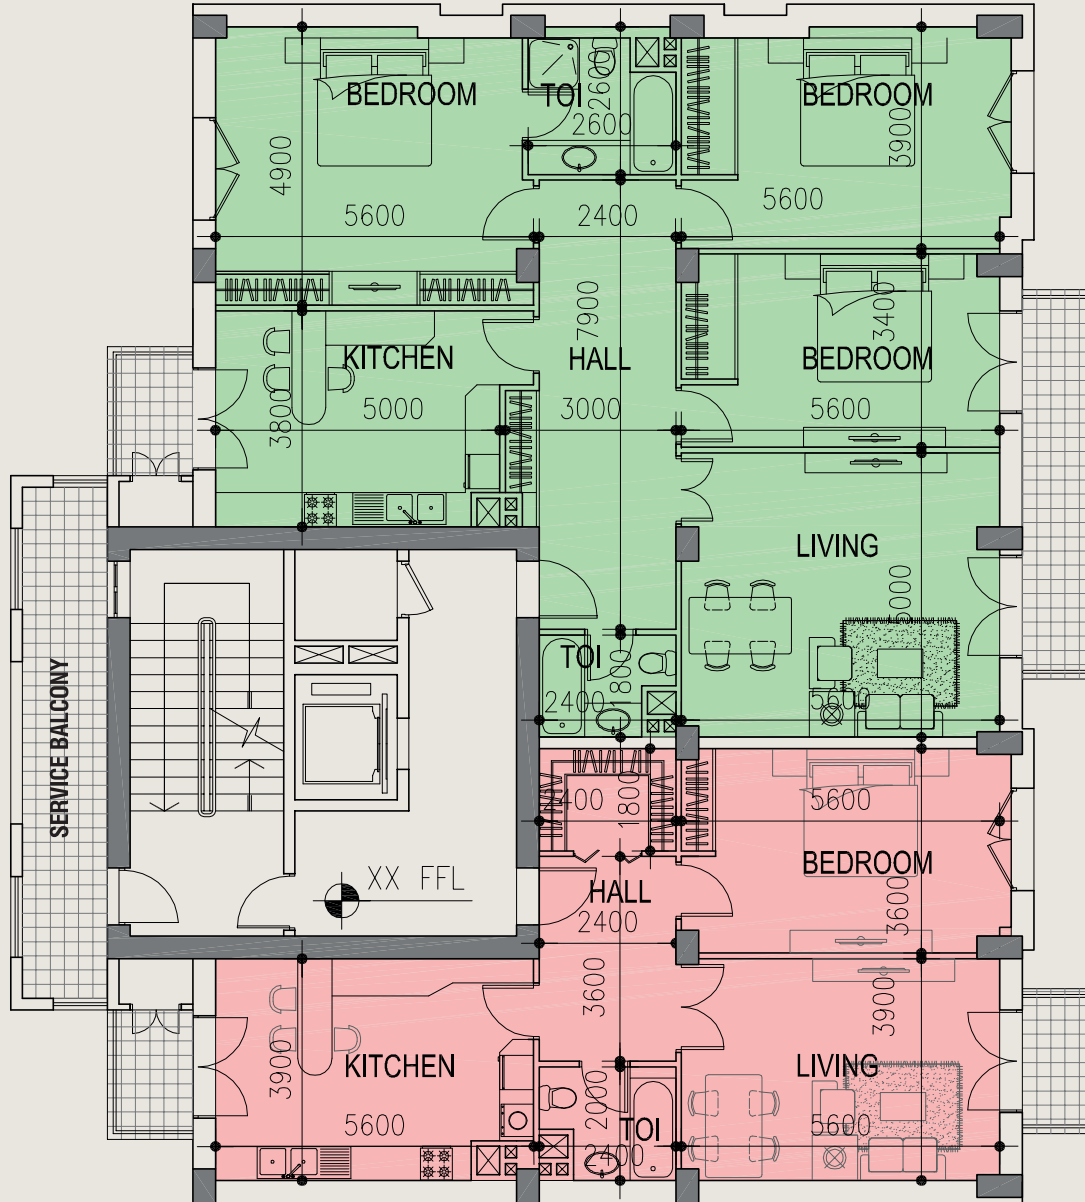 BEDROOM
TOI
2600
2600
BEDROOM
3900
4900
5600
2400
5600
7900
3400
KITCHEN
HALL
BEDROOM
3800
5000
3000
5600
LIVING
5000
TOI
1800
2400
5600
SERVICE BALCONY
2400
1800
5600
BEDROOM
XX FFL
HALL
2400
3600
3600
3900
KITCHEN
LIVING
3900
2000
5600
TOI
5600
2400